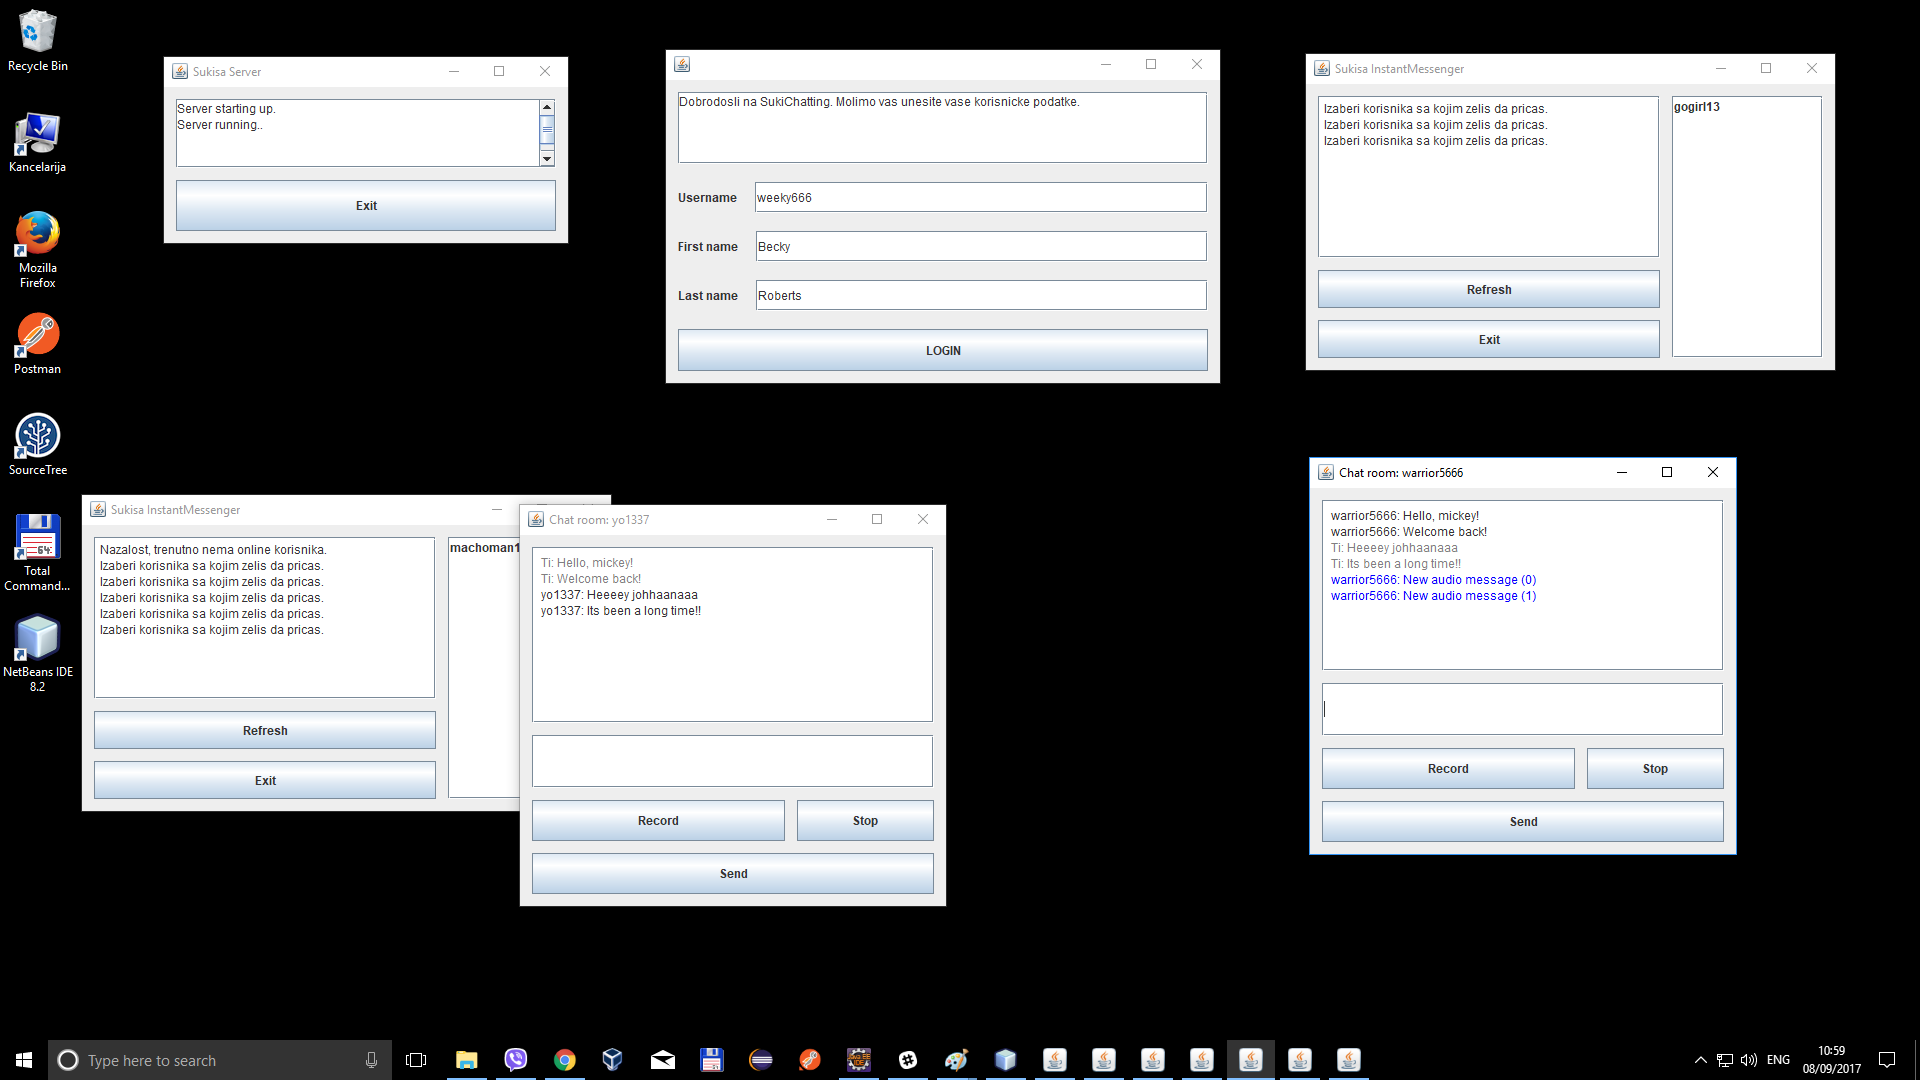 Recycle Bin
Kancelarija
Mozilla
Firefox
Postman
SourceTree
Total
Command...
NetBeans IDE
8.2
Sukisa Server
Server starting up.
Server running..
Exit
Dobrodosli na SukiChatting. Molimo vas unesite vase korisnicke podatke.
Username
weeky666
First name
Becky
Last name
Roberts
LOGIN
Sukisa InstantMessenger
Izaberi korisnika sa kojim zelis da pricas.
Izaberi korisnika sa kojim zelis da pricas.
Izaberi korisnika sa kojim zelis da pricas.
gogirl13
Refresh
Exit
Sukisa InstantMessenger
Nazalost, trenutno nema online korisnika.
Izaberi korisnika sa kojim zelis da pricas.
Izaberi korisnika sa kojim zelis da pricas.
Izaberi korisnika sa kojim zelis da pricas.
Izaberi korisnika sa kojim zelis da pricas.
Izaberi korisnika sa kojim zelis da pricas.
machoman1
Refresh
Exit
Chat room: yo1337
Ti: Hello, mickey!
Ti: Welcome back!
yo1337: Heeeey johhaanaaa
yo1337: Its been a long time!!
Record
Stop
Send
Chat room: warrior5666
warrior5666: Hello, mickey!
warrior5666: Welcome back!
Ti: Heeeey johhaanaaa
Ti: Its been a long time!!
warrior5666: New audio message (0)
warrior5666: New audio message (1)
Record
Stop
Send
Type here to search
ENG
10:59
08/09/2017